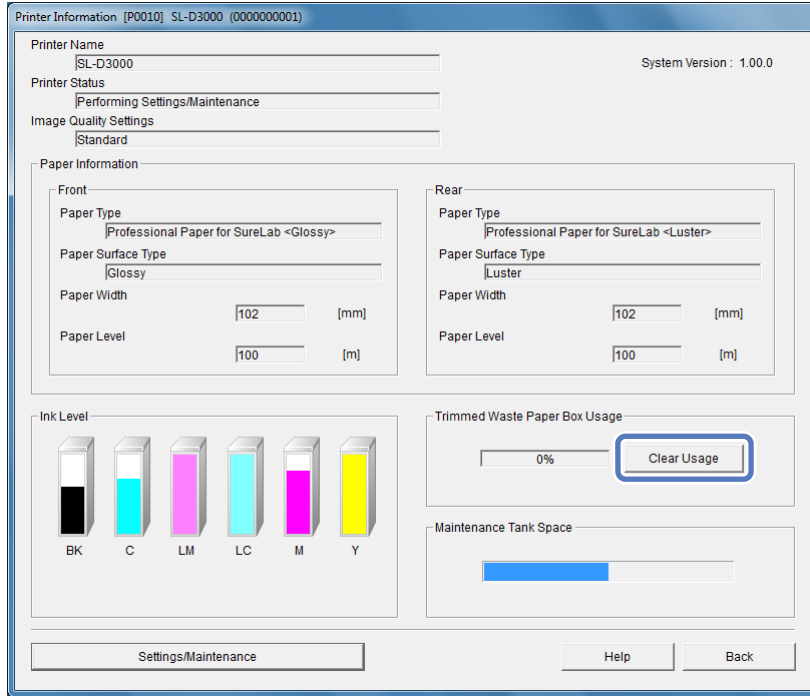 Printer Information [P0010] SL-D3000 (0000000001)
Printer Name
SL-D3000
System Version : 1.00.0
Printer Status
Performing Settings/Maintenance
Image Quality Settings
Standard
Paper Information
Front
Paper Type
Professional Paper for SureLab <Glossy>
Paper Surface Type
Glossy
Paper Width
102 [mm]
Paper Level
100 [m]
Rear
Paper Type
Professional Paper for SureLab <Luster>
Paper Surface Type
Luster
Paper Width
102 [mm]
Paper Level
100 [m]
Ink Level
BK C LM LC M Y
Trimmed Waste Paper Box Usage
0% Clear Usage
Maintenance Tank Space
Settings/Maintenance Help Back